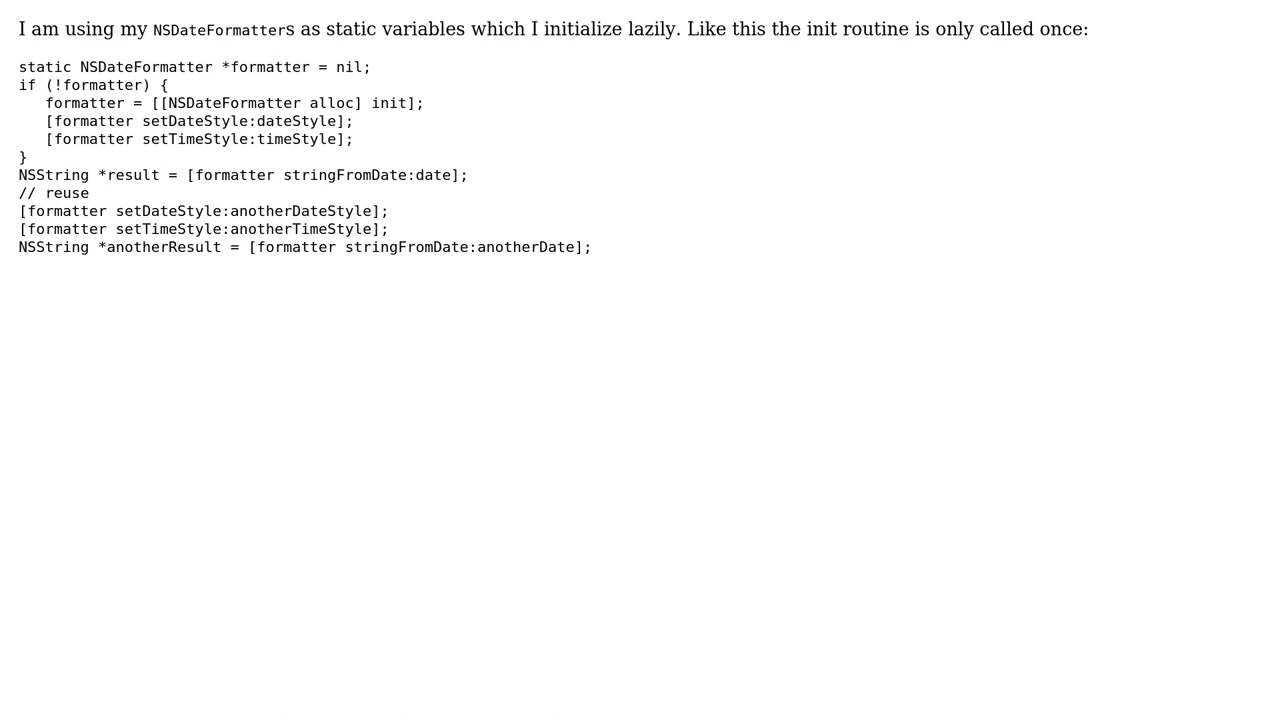 I am using my NSDateFormatters as static variables which I initialize lazily. Like this the init routine is only called once:
static NSDateFormatter *formatter = nil;
if (!formatter) {
   formatter = [[NSDateFormatter alloc] init];
   [formatter setDateStyle:dateStyle];
   [formatter setTimeStyle:timeStyle];
}
NSString *result = [formatter stringFromDate:date];
// reuse
[formatter setDateStyle:anotherDateStyle];
[formatter setTimeStyle:anotherTimeStyle];
NSString *anotherResult = [formatter stringFromDate:anotherDate];